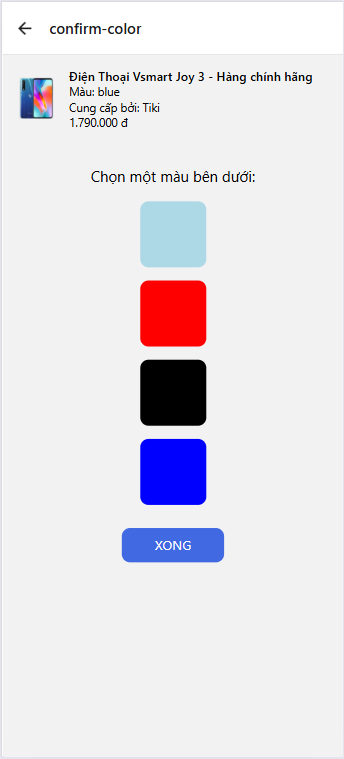 confirm-color
Điện Thoại Vsmart Joy 3 - Hàng chính hãng
Màu: blue
Cung cấp bởi: Tiki
1.790.000 đ
Chọn một màu bên dưới:
XONG